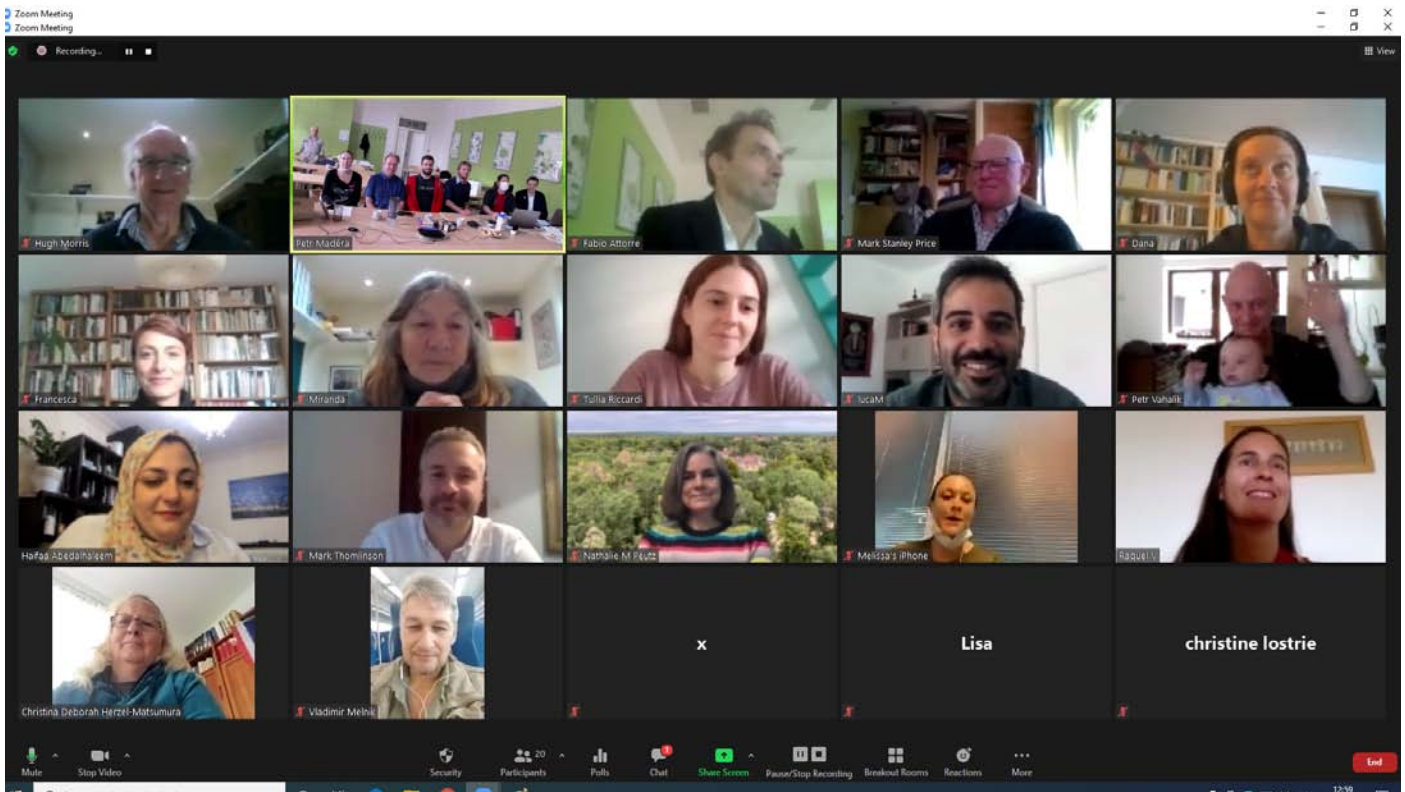 Zoom Meeting
Zoom Meeting
Recording...
View
Hugh Morris
Petr Maděra
Fabio Attorre
Mark Stanley Price
Dana
Francesca
Miranda
Tullia Riccardi
lucaM
Petr Vahalik
Haifaa Abedalhaleem
Mark Thomlinson
Nathalie M Peutz
Melissa's iPhone
Raquel V
Christina Deborah Herzel-Matsumura
Vladimir Melnik
x
Lisa
christine lostrie
Mute
Stop Video
Security
20
Participants
Polls
1
Chat
Share Screen
Pause/Stop Recording
Breakout Rooms
Reactions
More
End
12:59